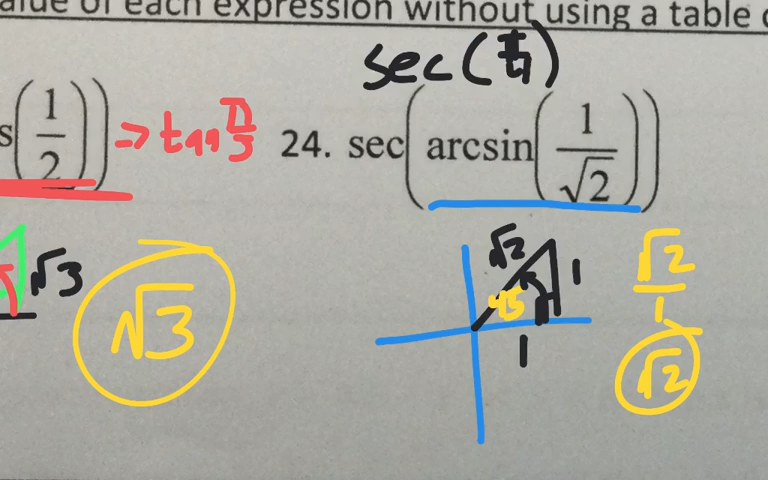 value of each expression without using a table
sec(π/4)
s(1/2)) => tan π/3
24. sec(arcsin(1/√2))
√3
√3
√2
1
45
1
√2/1
√2